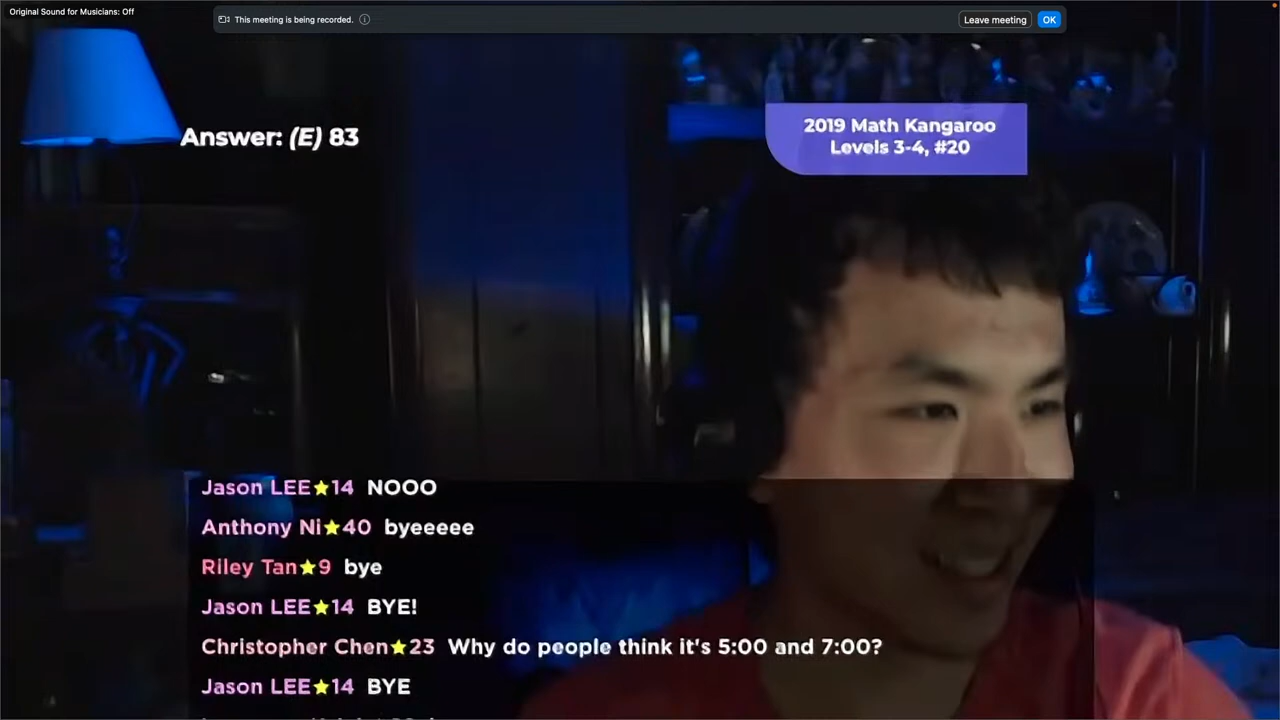 Original Sound for Musicians: Off
This meeting is being recorded.
Leave meeting
OK
Answer: (E) 83
2019 Math Kangaroo
Levels 3-4, #20
Jason LEE⭐14 NOOO
Anthony Ni⭐40 byeeeee
Riley Tan⭐9 bye
Jason LEE⭐14 BYE!
Christopher Chen⭐23 Why do people think it's 5:00 and 7:00?
Jason LEE⭐14 BYE